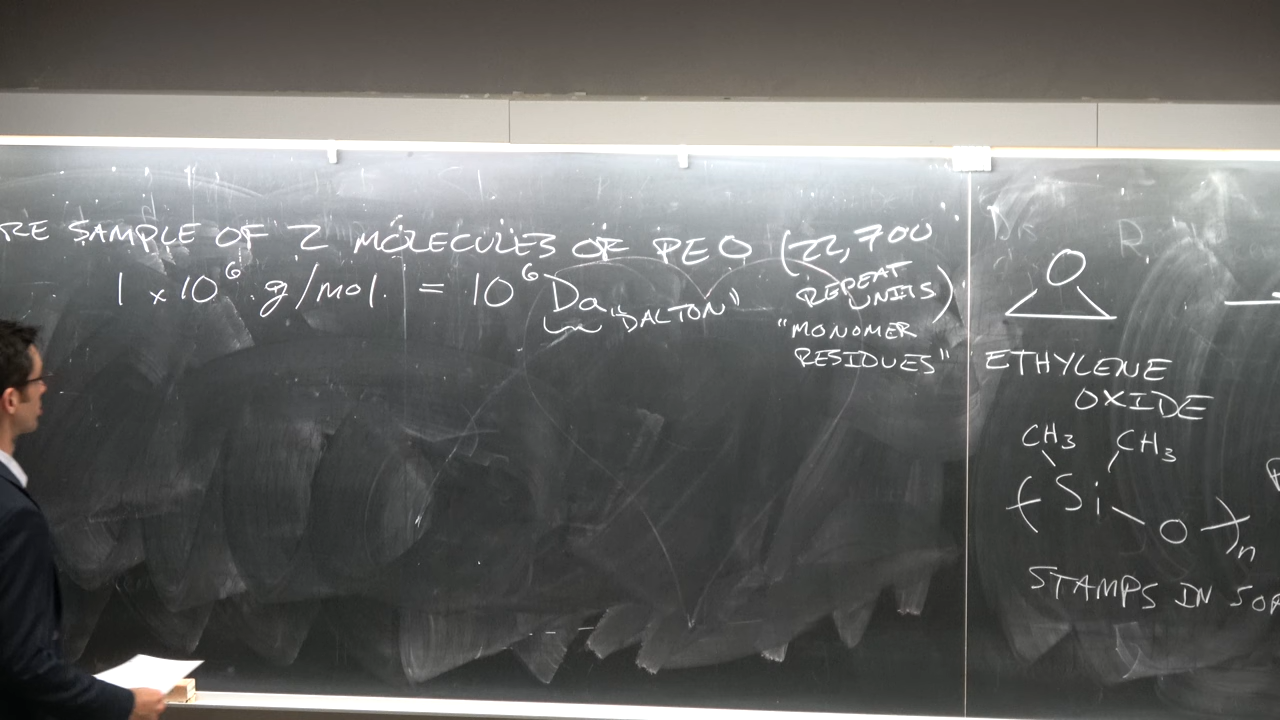 RE SAMPLE OF 2 MOLECULES OF PEO (22,700
REPEAT
UNITS)
1 x 10⁶ g/mol. = 10⁶ Da "DALTON"
"MONOMER
RESIDUES"
O
ETHYLENE
OXIDE
CH₃ CH₃
( Si
O )n
STAMPS IN SOF